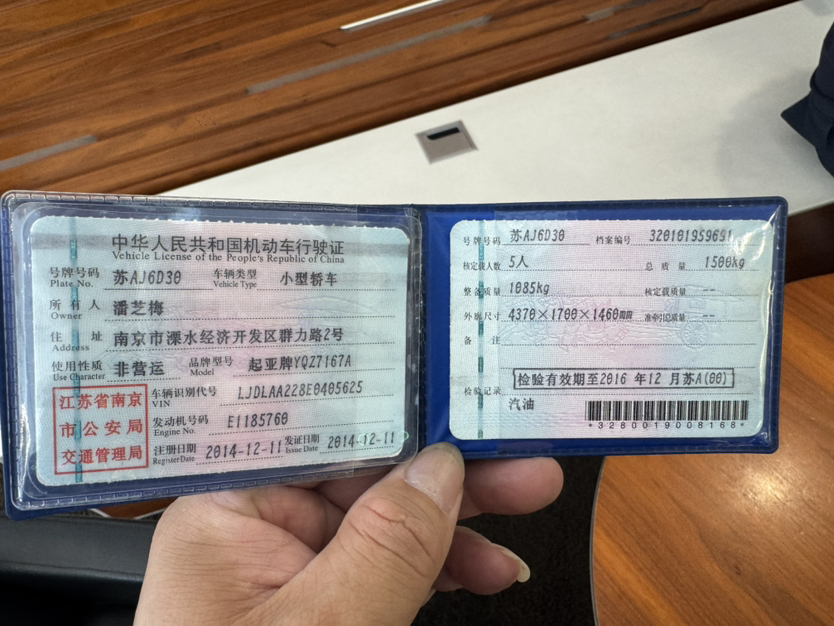 中华人民共和国机动车行驶证
Vehicle License of the People's Republic of China
号牌号码 苏AJ6D30 车辆类型 小型轿车
Plate No. Vehicle Type
所有人 潘芝梅
Owner
住址 南京市溧水经济开发区群力路2号
Address
使用性质 非营运 品牌型号 起亚牌YQZ7167A
Use Character Model
江苏省南京
市公安局
交通管理局
车辆识别代号 LJDLAA228E0405625
VIN
发动机号码 E1185760
Engine No.
注册日期 2014-12-11 发证日期 2014-12-11
Register Date Issue Date
号牌号码 苏AJ6D30 档案编号 320101959691
核定载人数 5人 总质量 1500kg
整备质量 1085kg 核定载质量 --
外廓尺寸 4370×1700×1460mm 准牵引总质量 --
备注
检验记录 检验有效期至2016年12月苏A(00)
汽油
*3280019008168*